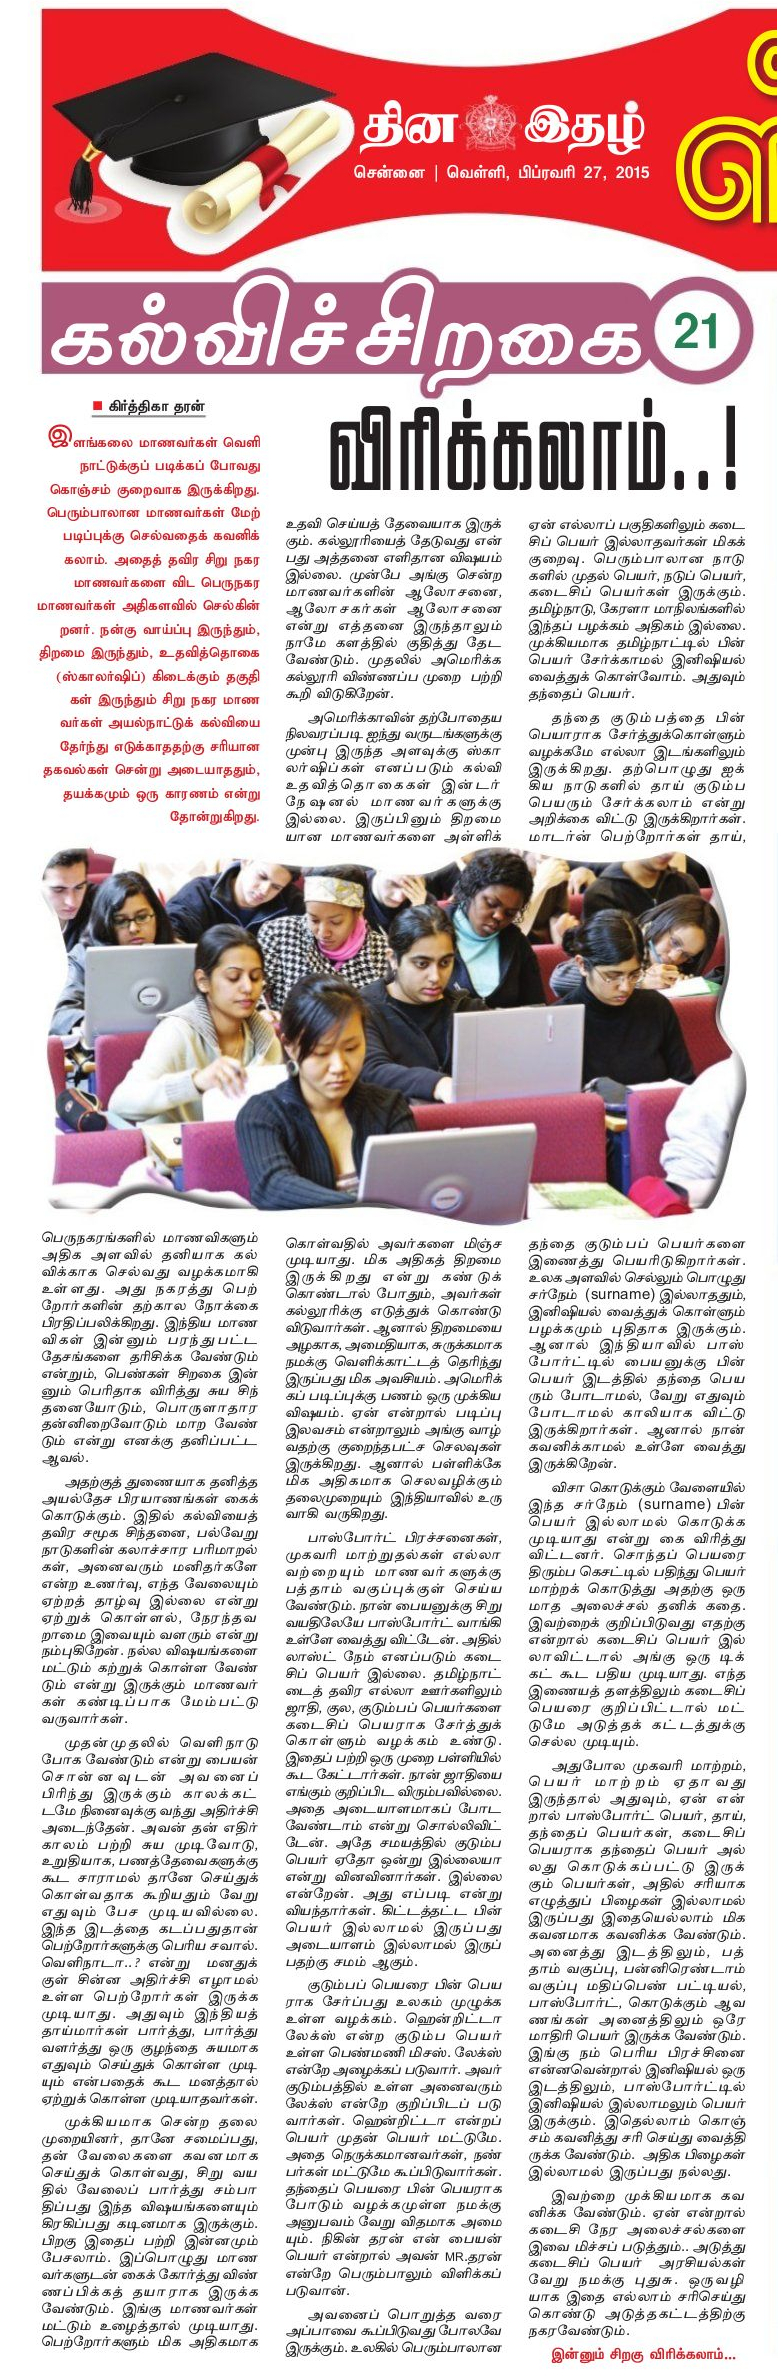 தின இதழ்
சென்னை | வெள்ளி, பிப்ரவரி 27, 2015
கல்விச்சிறகை 21
விரிக்கலாம்..!
■ கிர்த்திகா தரன்
இளங்கலை மாணவர்கள் வெளி
நாட்டுக்குப் படிக்கப் போவது
கொஞ்சம் குறைவாக இருக்கிறது.
பெரும்பாலான மாணவர்கள் மேற்
படிப்புக்கு செல்வதைக் கவனிக்
கலாம். அதைத் தவிர சிறு நகர
மாணவர்களை விட பெருநகர
மாணவர்கள் அதிகளவில் செல்கின்
றனர். நன்கு வாய்ப்பு இருந்தும்,
திறமை இருந்தும், உதவித்தொகை
(ஸ்காலர்ஷிப்) கிடைக்கும் தகுதி
கள் இருந்தும் சிறு நகர மாண
வர்கள் அயல்நாட்டுக் கல்வியை
தேர்ந்து எடுக்காததற்கு சரியான
தகவல்கள் சென்று அடையாததும்,
தயக்கமும் ஒரு காரணம் என்று
தோன்றுகிறது.
பெருநகரங்களில் மாணவிகளும்
அதிக அளவில் தனியாக கல்
விக்காக செல்வது வழக்கமாகி
உள்ளது. அது நகரத்து பெற்
றோர்களின் தற்கால நோக்கை
பிரதிப்பலிக்கிறது. இந்திய மாண
விகள் இன்னும் பரந்துபட்ட
தேசங்களை தரிசிக்க வேண்டும்
என்றும், பெண்கள் சிறகை இன்
னும் பெரிதாக விரித்து சுய சிந்
தனையோடும், பொருளாதார
தன்னிறைவோடும் மாற வேண்
டும் என்று எனக்கு தனிப்பட்ட
ஆவல்.
அதற்குத் துணையாக தனித்த
அயல்தேச பிரயாணங்கள் கைக்
கொடுக்கும். இதில் கல்வியைத்
தவிர சமூக சிந்தனை, பல்வேறு
நாடுகளின் கலாச்சார பரிமாறல்
கள், அனைவரும் மனிதர்களே
என்ற உணர்வு, எந்த வேலையும்
ஏற்றத் தாழ்வு இல்லை என்று
ஏற்றுக் கொள்ளல், நேரந்தவ
றாமை இவையும் வளரும் என்று
நம்புகிறேன். நல்ல விஷயங்களை
மட்டும் கற்றுக் கொள்ள வேண்
டும் என்று இருக்கும் மாணவர்
கள் கண்டிப்பாக மேம்பட்டு
வருவார்கள்.
முதன்முதலில் வெளிநாடு
போக வேண்டும் என்று பையன்
சொன்னவுடன் அவனைப்
பிரிந்து இருக்கும் காலக்கட்
டமே நினைவுக்கு வந்து அதிர்ச்சி
அடைந்தேன். அவன் தன் எதிர்
காலம் பற்றி சுய முடிவோடு,
உறுதியாக, பணத்தேவைகளுக்கு
கூட சாராமல் தானே செய்துக்
கொள்வதாக கூறியதும் வேறு
எதுவும் பேச முடியவில்லை.
இந்த இடத்தை கடப்பதுதான்
பெற்றோர்களுக்கு பெரிய சவால்.
வெளிநாடா..? என்று மனதுக்
குள் சின்ன அதிர்ச்சி எழாமல்
உள்ள பெற்றோர்கள் இருக்க
முடியாது. அதுவும் இந்தியத்
தாய்மார்கள் பார்த்து, பார்த்து
வளர்த்து ஒரு குழந்தை சுயமாக
எதுவும் செய்துக் கொள்ள முடி
யும் என்பதைக் கூட மனத்தால்
ஏற்றுக் கொள்ள முடியாதவர்கள்.
முக்கியமாக சென்ற தலை
முறையினர், தானே சமைப்பது,
தன் வேலைகளை கவனமாக
செய்துக் கொள்வது, சிறு வய
தில் வேலைப் பார்த்து சம்பா
திப்பது இந்த விஷயங்களையும்
கிரகிப்பது கடினமாக இருக்கும்.
பிறகு இதைப் பற்றி இன்னமும்
பேசலாம். இப்பொழுது மாண
வர்களுடன் கைக் கோர்த்து விண்
ணப்பிக்கத் தயாராக இருக்க
வேண்டும். இங்கு மாணவர்கள்
மட்டும் உழைத்தால் முடியாது.
பெற்றோர்களும் மிக அதிகமாக
உதவி செய்யத் தேவையாக இருக்
கும். கல்லூரியைத் தேடுவது என்
பது அத்தனை எளிதான விஷயம்
இல்லை. முன்பே அங்கு சென்ற
மாணவர்களின் ஆலோசனை,
ஆலோசகர்கள் ஆலோசனை
என்று எத்தனை இருந்தாலும்
நாமே களத்தில் குதித்து தேட
வேண்டும். முதலில் அமெரிக்க
கல்லூரி விண்ணப்ப முறை பற்றி
கூறி விடுகிறேன்.
அமெரிக்காவின் தற்போதைய
நிலவரப்படி ஐந்து வருடங்களுக்கு
முன்பு இருந்த அளவுக்கு ஸ்கா
லர்ஷிப்கள் எனப்படும் கல்வி
உதவித்தொகைகள் இன்டர்
நேஷனல் மாணவர்களுக்கு
இல்லை. இருப்பினும் திறமை
யான மாணவர்களை அள்ளிக்
கொள்வதில் அவர்களை மிஞ்ச
முடியாது. மிக அதிகத் திறமை
இருக்கிறது என்று கண்டுக்
கொண்டால் போதும், அவர்கள்
கல்லூரிக்கு எடுத்துக் கொண்டு
விடுவார்கள். ஆனால் திறமையை
அழகாக, அமைதியாக, சுருக்கமாக
நமக்கு வெளிக்காட்டத் தெரிந்து
இருப்பது மிக அவசியம். அமெரிக்
கப் படிப்புக்கு பணம் ஒரு முக்கிய
விஷயம். ஏன் என்றால் படிப்பு
இலவசம் என்றாலும் அங்கு வாழ்
வதற்கு குறைந்தபட்ச செலவுகள்
இருக்கிறது. ஆனால் பள்ளிக்கே
மிக அதிகமாக செலவழிக்கும்
தலைமுறையும் இந்தியாவில் உரு
வாகி வருகிறது.
பாஸ்போர்ட் பிரச்சனைகள்,
முகவரி மாற்றுதல்கள் எல்லா
வற்றையும் மாணவர்களுக்கு
பத்தாம் வகுப்புக்குள் செய்ய
வேண்டும். நான் பையனுக்கு சிறு
வயதிலேயே பாஸ்போர்ட் வாங்கி
உள்ளே வைத்து விட்டேன். அதில்
லாஸ்ட் நேம் எனப்படும் கடை
சிப் பெயர் இல்லை. தமிழ்நாட்
டைத் தவிர எல்லா ஊர்களிலும்
ஜாதி, குல, குடும்பப் பெயர்களை
கடைசிப் பெயராக சேர்த்துக்
கொள்ளும் வழக்கம் உண்டு.
இதைப் பற்றி ஒரு முறை பள்ளியில்
கூட கேட்டார்கள். நான் ஜாதியை
எங்கும் குறிப்பிட விரும்பவில்லை.
அதை அடையாளமாகப் போட
வேண்டாம் என்று சொல்லிவிட்
டேன். அதே சமயத்தில் குடும்ப
பெயர் ஏதோ ஒன்று இல்லையா
என்று வினவினார்கள். இல்லை
என்றேன். அது எப்படி என்று
வியந்தார்கள். கிட்டத்தட்ட பின்
பெயர் இல்லாமல் இருப்பது
அடையாளம் இல்லாமல் இருப்
பதற்கு சமம் ஆகும்.
குடும்பப் பெயரை பின் பெய
ராக சேர்ப்பது உலகம் முழுக்க
உள்ள வழக்கம். ஹென்றிட்டா
லேக்ஸ் என்ற குடும்ப பெயர்
உள்ள பெண்மணி மிசஸ். லேக்ஸ்
என்றே அழைக்கப் படுவார். அவர்
குடும்பத்தில் உள்ள அனைவரும்
லேக்ஸ் என்றே குறிப்பிடப் படு
வார்கள். ஹென்றிட்டா என்றப்
பெயர் முதன் பெயர் மட்டுமே.
அதை நெருக்கமானவர்கள், நண்
பர்கள் மட்டுமே கூப்பிடுவார்கள்.
தந்தைப் பெயரை பின் பெயராக
போடும் வழக்கமுள்ள நமக்கு
அனுபவம் வேறு விதமாக அமை
யும். நிகின் தரன் என் பையன்
பெயர் என்றால் அவன் MR.தரன்
என்றே பெரும்பாலும் விளிக்கப்
படுவான்.
அவனைப் பொறுத்த வரை
அப்பாவை கூப்பிடுவது போலவே
இருக்கும். உலகில் பெரும்பாலான
ஏன் எல்லாப் பகுதிகளிலும் கடை
சிப் பெயர் இல்லாதவர்கள் மிகக்
குறைவு. பெரும்பாலான நாடு
களில் முதல் பெயர், நடுப் பெயர்,
கடைசிப் பெயர்கள் இருக்கும்.
தமிழ்நாடு, கேரளா மாநிலங்களில்
இந்தப் பழக்கம் அதிகம் இல்லை.
முக்கியமாக தமிழ்நாட்டில் பின்
பெயர் சேர்க்காமல் இனிஷியல்
வைத்துக் கொள்வோம். அதுவும்
தந்தைப் பெயர்.
தந்தை குடும்பத்தை பின்
பெயராக சேர்த்துக்கொள்ளும்
வழக்கமே எல்லா இடங்களிலும்
இருக்கிறது. தற்பொழுது ஐக்
கிய நாடுகளில் தாய் குடும்ப
பெயரும் சேர்க்கலாம் என்று
அறிக்கை விட்டு இருக்கிறார்கள்.
மாடர்ன் பெற்றோர்கள் தாய்,
தந்தை குடும்பப் பெயர்களை
இணைத்து பெயரிடுகிறார்கள்.
உலக அளவில் செல்லும் பொழுது
சர்நேம் (surname) இல்லாததும்,
இனிஷியல் வைத்துக் கொள்ளும்
பழக்கமும் புதிதாக இருக்கும்.
ஆனால் இந்தியாவில் பாஸ்
போர்ட்டில் பையனுக்கு பின்
பெயர் இடத்தில் தந்தை பெய
ரும் போடாமல், வேறு எதுவும்
போடாமல் காலியாக விட்டு
இருக்கிறார்கள். ஆனால் நான்
கவனிக்காமல் உள்ளே வைத்து
இருக்கிறேன்.
விசா கொடுக்கும் வேளையில்
இந்த சர்நேம் (surname) பின்
பெயர் இல்லாமல் கொடுக்க
முடியாது என்று கை விரித்து
விட்டனர். சொந்தப் பெயரை
திரும்ப கெசட்டில் பதிந்து பெயர்
மாற்றக் கொடுத்து அதற்கு ஒரு
மாத அலைச்சல் தனிக் கதை.
இவற்றைக் குறிப்பிடுவது எதற்கு
என்றால் கடைசிப் பெயர் இல்
லாவிட்டால் அங்கு ஒரு டிக்
கட் கூட பதிய முடியாது. எந்த
இணையத் தளத்திலும் கடைசிப்
பெயரை குறிப்பிட்டால் மட்
டுமே அடுத்தக் கட்டத்துக்கு
செல்ல முடியும்.
அதுபோல முகவரி மாற்றம்,
பெயர் மாற்றம் ஏதாவது
இருந்தால் அதுவும், ஏன் என்
றால் பாஸ்போர்ட் பெயர், தாய்,
தந்தைப் பெயர்கள், கடைசிப்
பெயராக தந்தைப் பெயர் அல்
லது கொடுக்கப்பட்டு இருக்
கும் பெயர்கள், அதில் சரியாக
எழுத்துப் பிழைகள் இல்லாமல்
இருப்பது இதையெல்லாம் மிக
கவனமாக கவனிக்க வேண்டும்.
அனைத்து இடத்திலும், பத்
தாம் வகுப்பு, பன்னிரெண்டாம்
வகுப்பு மதிப்பெண் பட்டியல்,
பாஸ்போர்ட், கொடுக்கும் ஆவ
ணங்கள் அனைத்திலும் ஒரே
மாதிரி பெயர் இருக்க வேண்டும்.
இங்கு நம் பெரிய பிரச்சினை
என்னவென்றால் இனிஷியல் ஒரு
இடத்திலும், பாஸ்போர்ட்டில்
இனிஷியல் இல்லாமலும் பெயர்
இருக்கும். இதெல்லாம் கொஞ்
சம் கவனித்து சரி செய்து வைத்தி
ருக்க வேண்டும். அதிக பிழைகள்
இல்லாமல் இருப்பது நல்லது.
இவற்றை முக்கியமாக கவ
னிக்க வேண்டும். ஏன் என்றால்
கடைசி நேர அலைச்சல்களை
இவை மிச்சப் படுத்தும்.. அடுத்து
கடைசிப் பெயர் அரசியல்கள்
வேறு நமக்கு புதுசு. ஒருவழி
யாக இதை எல்லாம் சரிசெய்து
கொண்டு அடுத்தகட்டத்திற்கு
நகரவேண்டும்.
இன்னும் சிறகு விரிக்கலாம்...